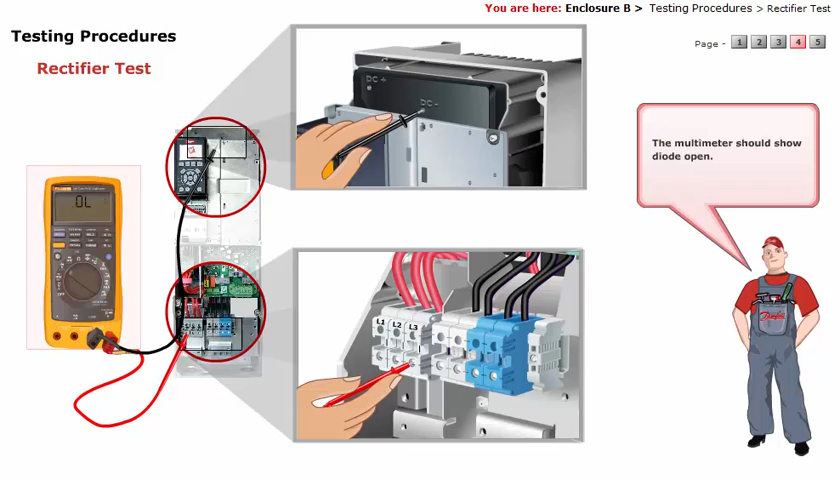 You are here: Enclosure B > Testing Procedures > Rectifier Test
Testing Procedures
Rectifier Test
Page - 1 2 3 4 5
DC +
DC -
The multimeter should show
diode open.
OL
L1 L2 L3
Danfoss